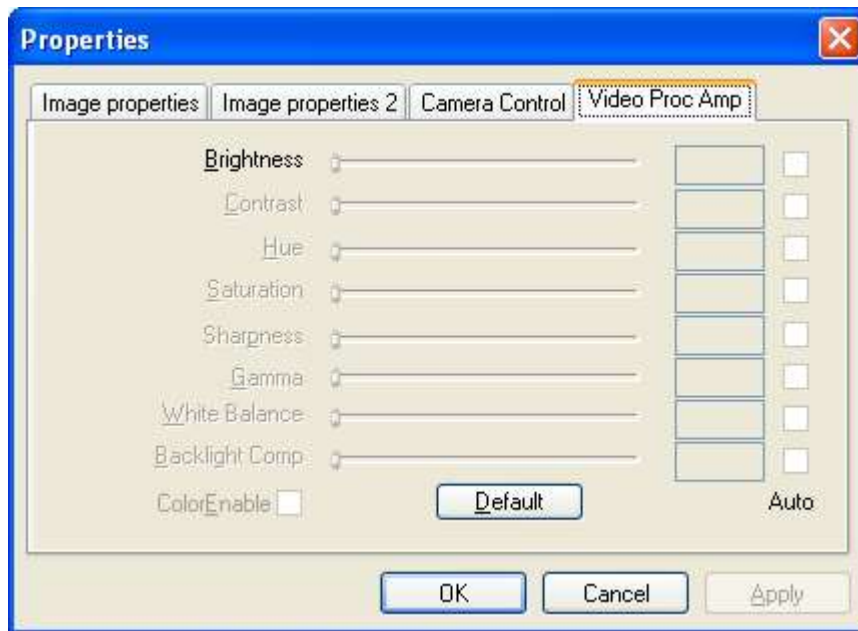 Properties
Image properties Image properties 2 Camera Control Video Proc Amp
Brightness
Contrast
Hue
Saturation
Sharpness
Gamma
White Balance
Backlight Comp
ColorEnable Default Auto
OK Cancel Apply